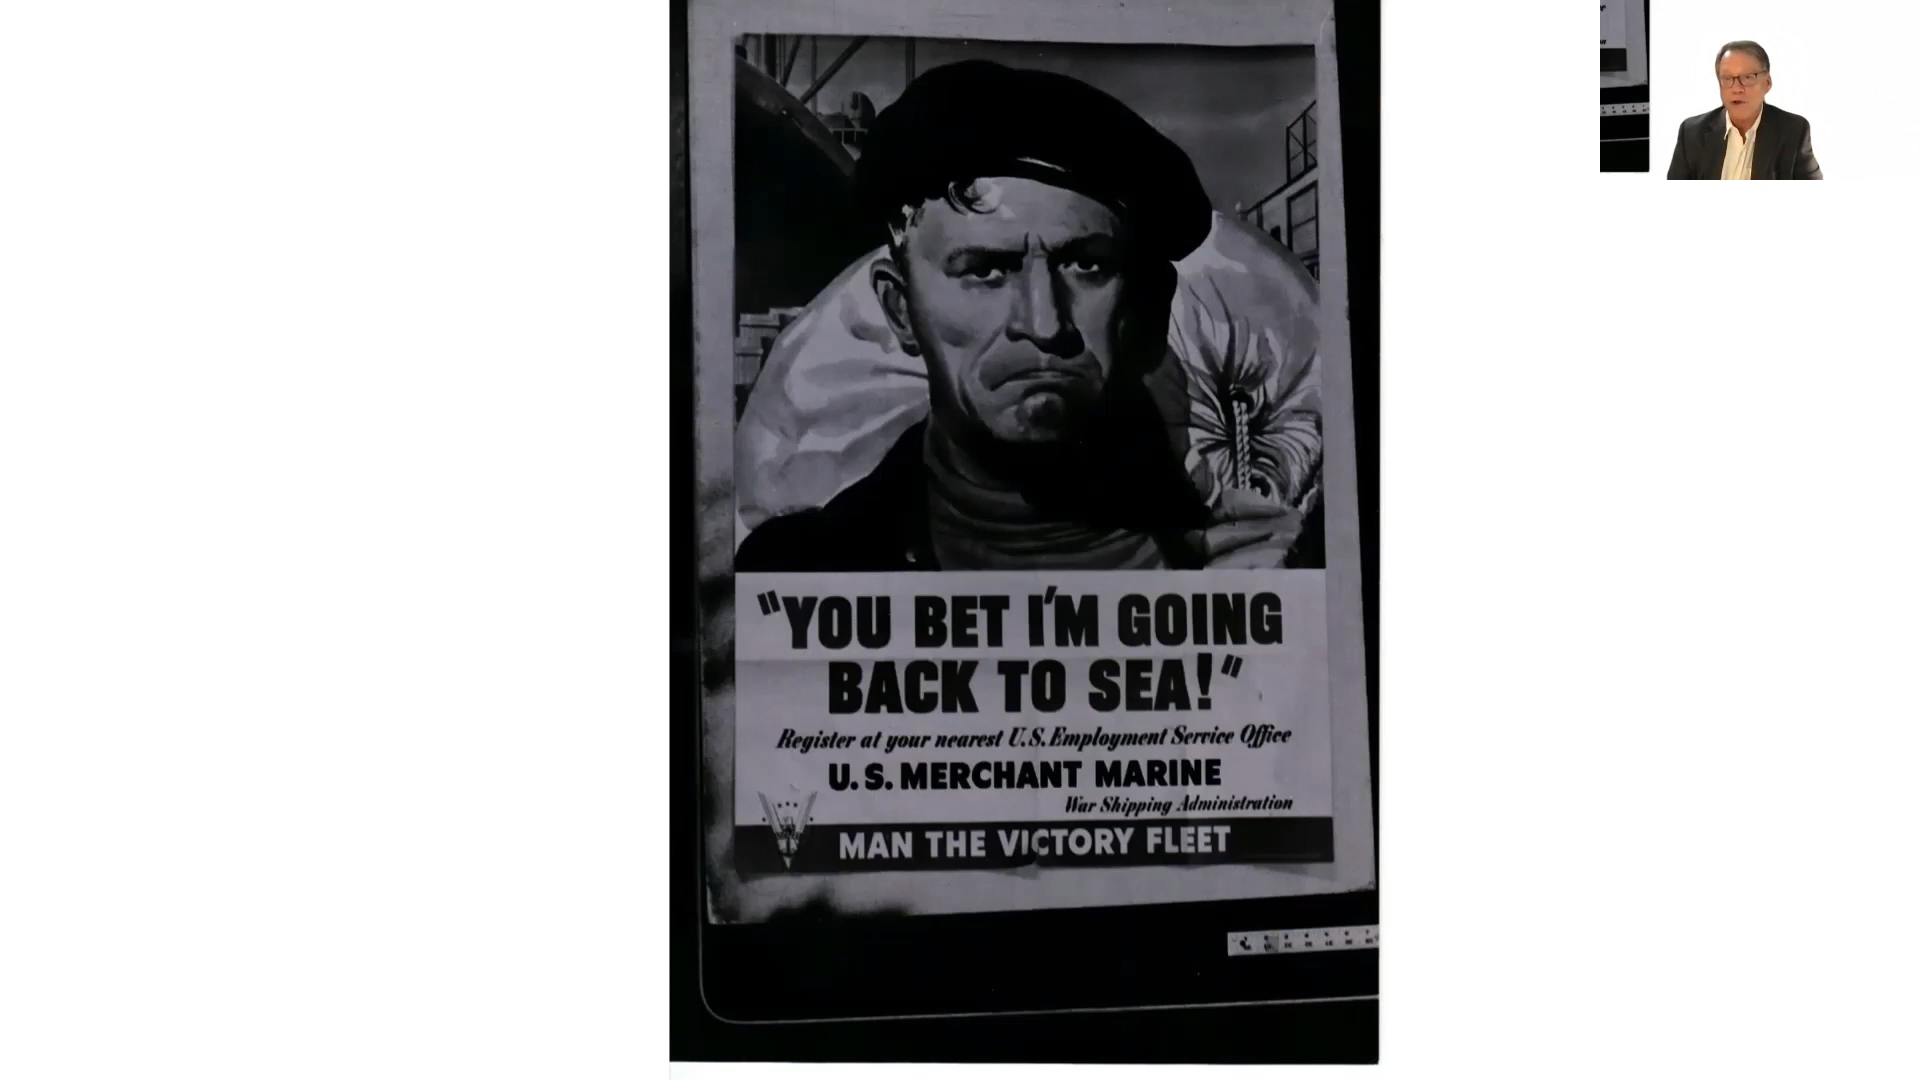 "YOU BET I'M GOING
BACK TO SEA!"
Register at your nearest U.S. Employment Service Office
U.S. MERCHANT MARINE
War Shipping Administration
MAN THE VICTORY FLEET